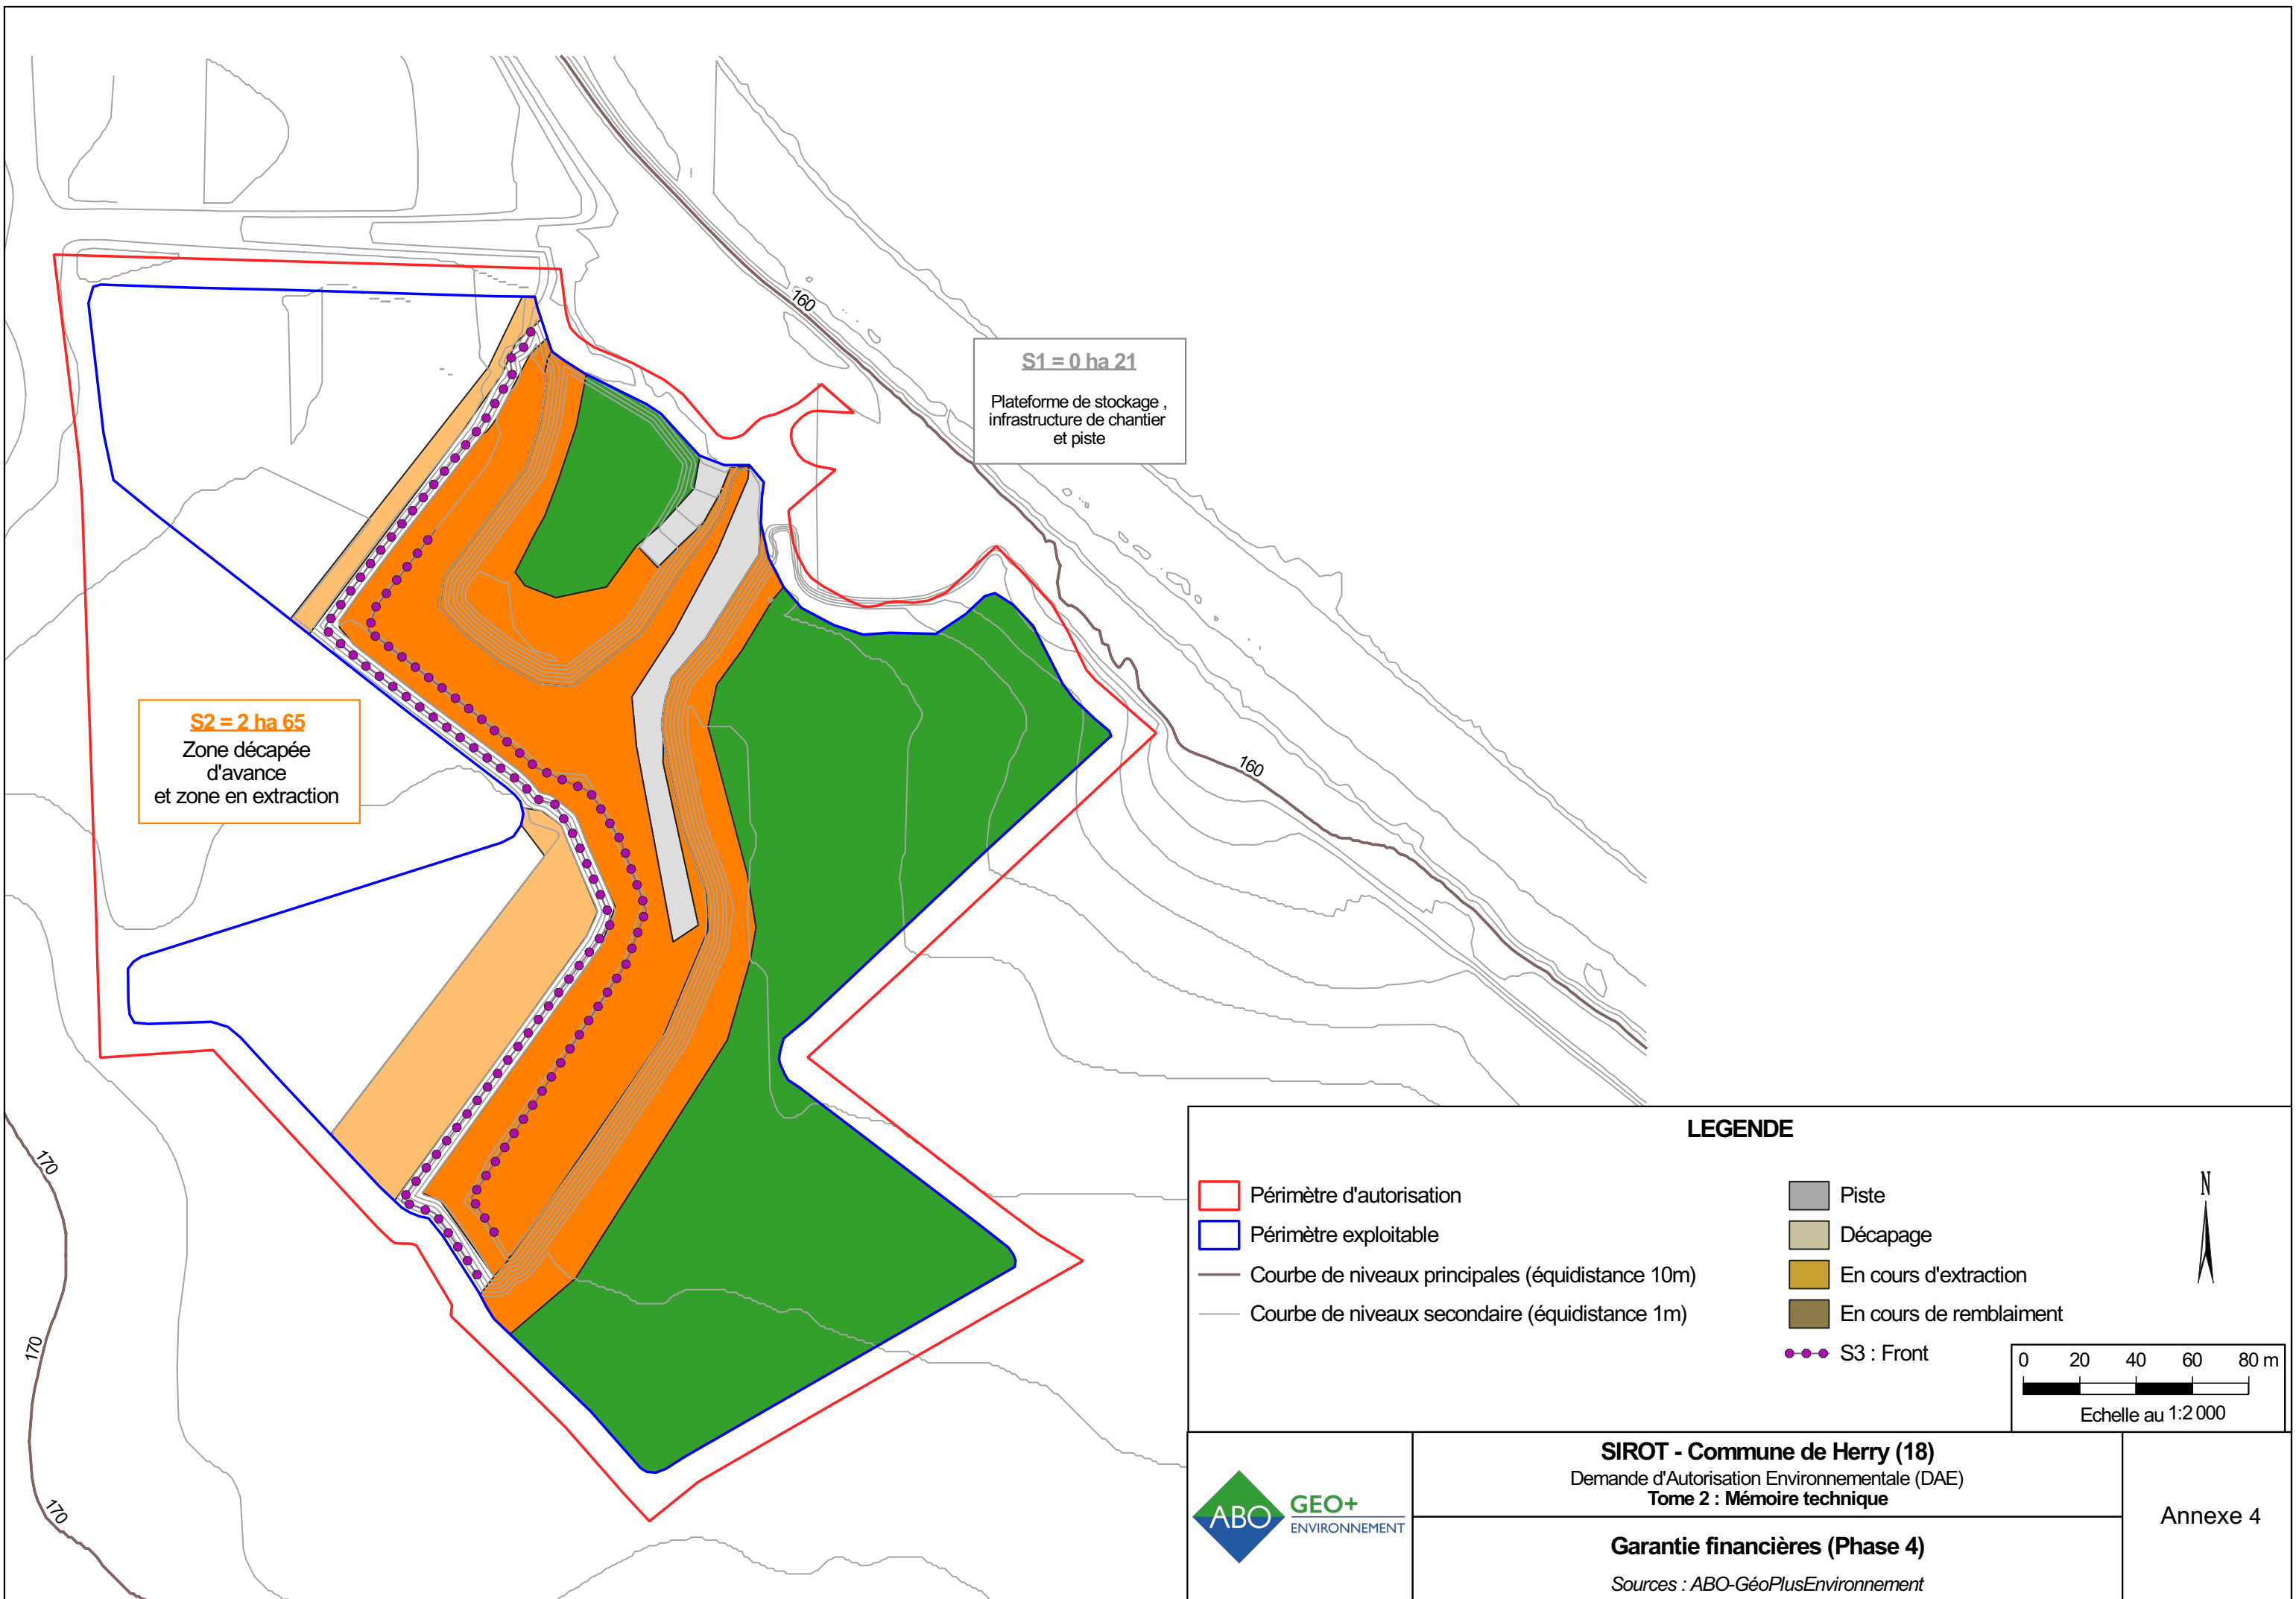 160
S1 = 0 ha 21
Plateforme de stockage ,
infrastructure de chantier
et piste
S2 = 2 ha 65
Zone décapée
d'avance
et zone en extraction
160
170
170
170
LEGENDE
Périmètre d'autorisation
Périmètre exploitable
Courbe de niveaux principales (équidistance 10m)
Courbe de niveaux secondaire (équidistance 1m)
Piste
Décapage
En cours d'extraction
En cours de remblaiment
S3 : Front
N
0 20 40 60 80 m
Echelle au 1:2 000
ABO
GEO+
ENVIRONNEMENT
SIROT - Commune de Herry (18)
Demande d'Autorisation Environnementale (DAE)
Tome 2 : Mémoire technique
Garantie financières (Phase 4)
Sources : ABO-GéoPlusEnvironnement
Annexe 4